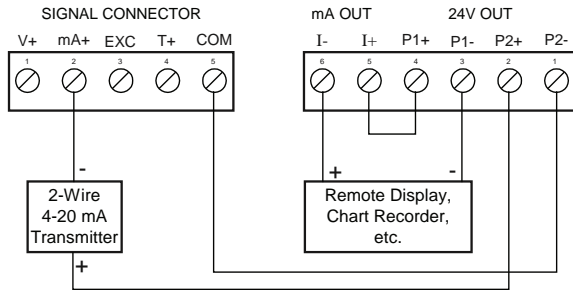 SIGNAL CONNECTOR
mA OUT 24V OUT
V+ mA+ EXC T+ COM
I- I+ P1+ P1- P2+ P2-
1 2 3 4 5
6 5 4 3 2 1
- + -
2-Wire
4-20 mA
Transmitter
Remote Display,
Chart Recorder,
etc.
+